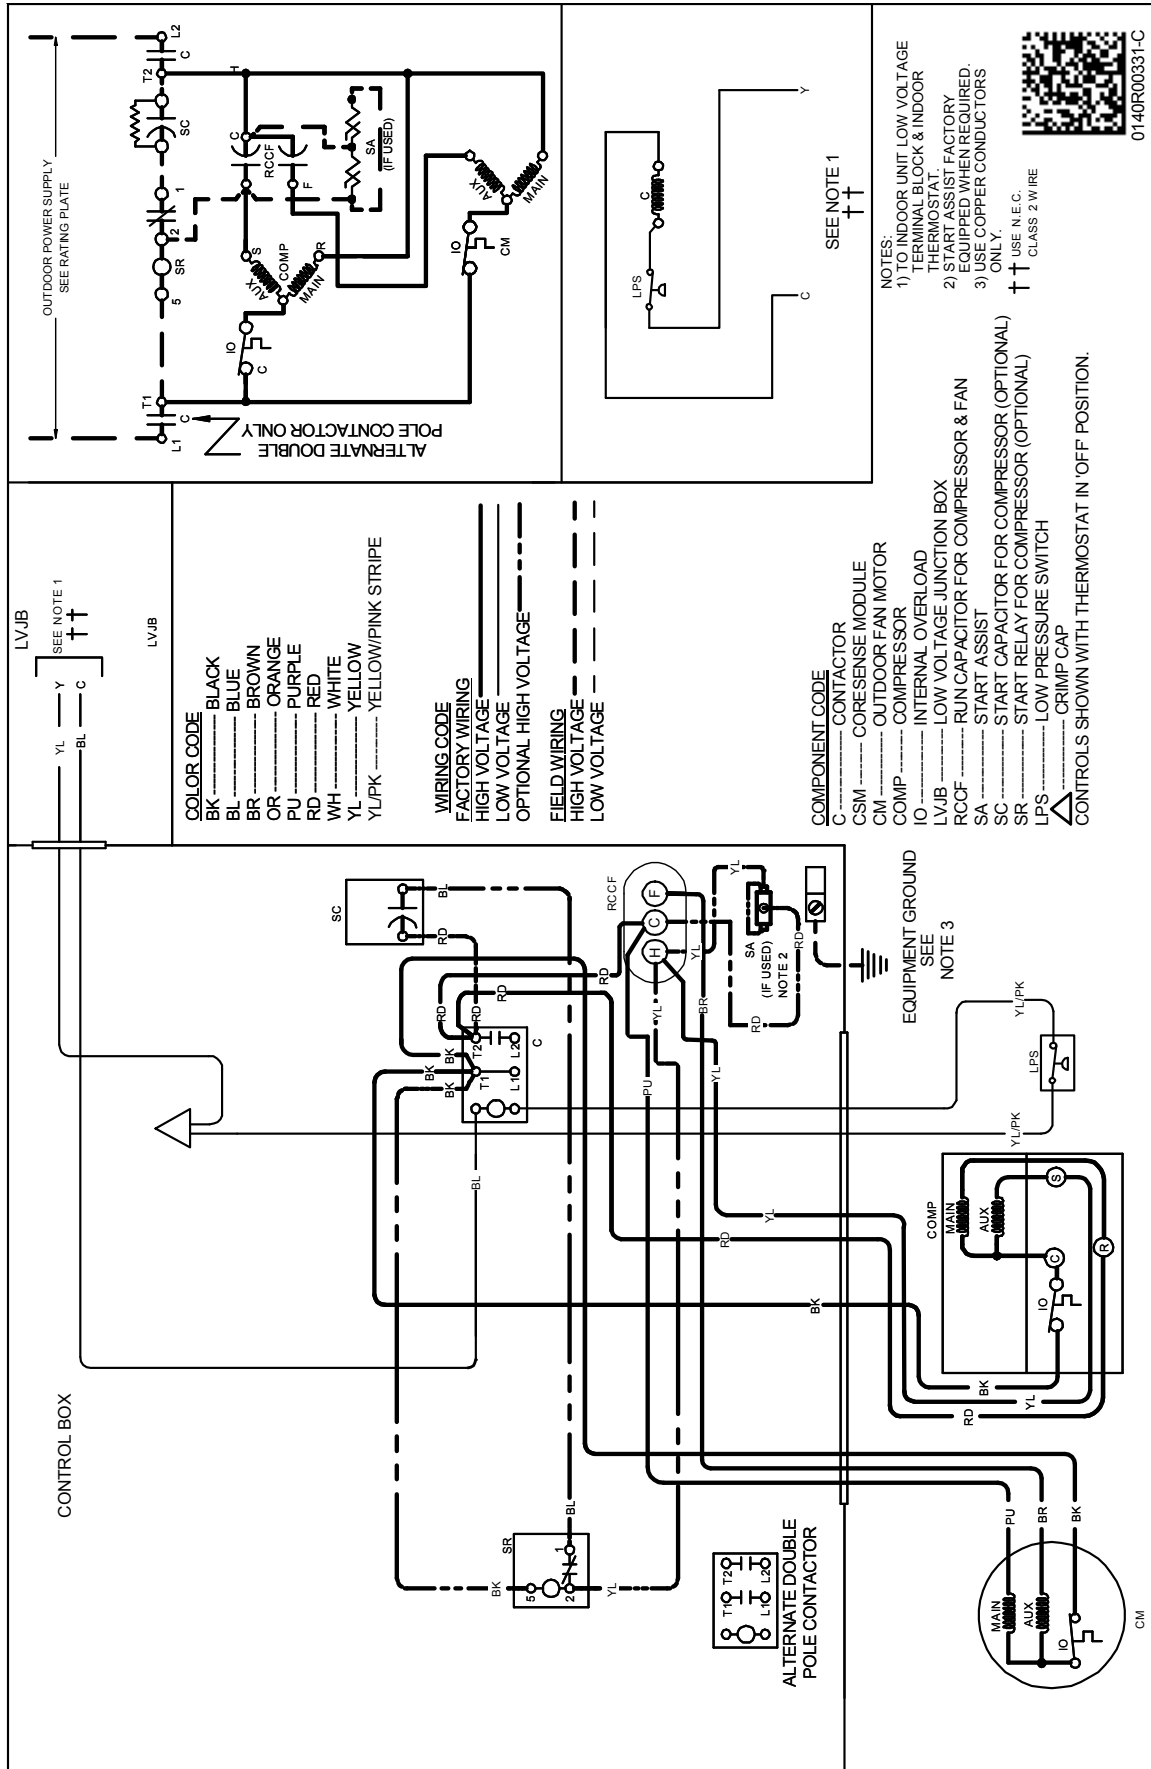 CONTROL BOX
LVJB
SEE NOTE 1
††
Y
C
YL
BL
LVJB
BL
SC
RD
BL
RD
RD
RD
RD
RD
BK
BK
BK
T2
T1
L2
L1
C
RCCF
H
C
F
YL
YL
YL
BR
PU
YL
SA
(IF USED)
NOTE 2
RD
RD
YL
RD
BK
BL
SR
5
2
1
BK
YL
T1
T2
L1
L2
ALTERNATE DOUBLE
POLE CONTACTOR
EQUIPMENT GROUND
SEE
NOTE 3
YL/PK
YL/PK
LPS
COMP
MAIN
AUX
S
C
R
IO
BK
YL
RD
PU
BR
BK
MAIN
AUX
IO
CM
COLOR CODE
BK ---------- BLACK
BL ---------- BLUE
BR ---------- BROWN
OR ---------- ORANGE
PU ---------- PURPLE
RD ---------- RED
WH ---------- WHITE
YL ---------- YELLOW
YL/PK ---------- YELLOW/PINK STRIPE
WIRING CODE
FACTORY WIRING
HIGH VOLTAGE
LOW VOLTAGE
OPTIONAL HIGH VOLTAGE
FIELD WIRING
HIGH VOLTAGE
LOW VOLTAGE
COMPONENT CODE
C ---------- CONTACTOR
CSM ---------- CORESENSE MODULE
CM ---------- OUTDOOR FAN MOTOR
COMP ---------- COMPRESSOR
IO ---------- INTERNAL OVERLOAD
LVJB ---------- LOW VOLTAGE JUNCTION BOX
RCCF ---------- RUN CAPACITOR FOR COMPRESSOR & FAN
SA ---------- START ASSIST
SC ---------- START CAPACITOR FOR COMPRESSOR (OPTIONAL)
SR ---------- START RELAY FOR COMPRESSOR (OPTIONAL)
LPS ---------- LOW PRESSURE SWITCH
---------- CRIMP CAP
CONTROLS SHOWN WITH THERMOSTAT IN 'OFF' POSITION.
OUTDOOR POWER SUPPLY
SEE RATING PLATE
L1
C
T1
5
SR
2
1
SC
T2
C
L2
ALTERNATE DOUBLE
POLE CONTACTOR ONLY
IO
C
AUX
S
COMP
MAIN
R
H
C
RCCF
F
SA
(IF USED)
IO
CM
AUX
MAIN
LPS
C
C
Y
SEE NOTE 1
††
NOTES:
1) TO INDOOR UNIT LOW VOLTAGE
TERMINAL BLOCK & INDOOR
THERMOSTAT.
2) START ASSIST FACTORY
EQUIPPED WHEN REQUIRED.
3) USE COPPER CONDUCTORS
ONLY.
†† USE N.E.C.
CLASS 2 WIRE
0140R00331-C